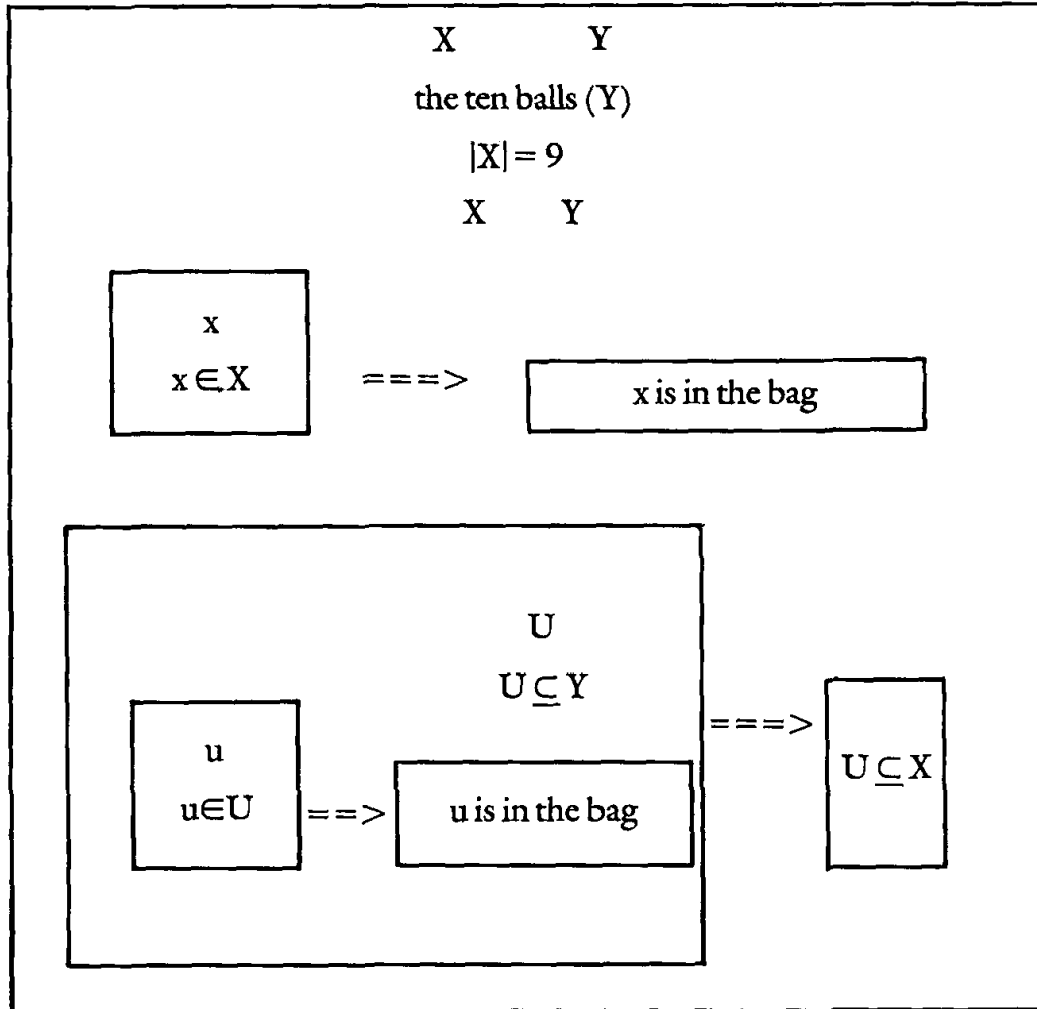 X Y
the ten balls (Y)
|X| = 9
X Y
x
x ∈ X ===> x is in the bag
U
U ⊆ Y
===> U ⊆ X
u
u∈U ==> u is in the bag